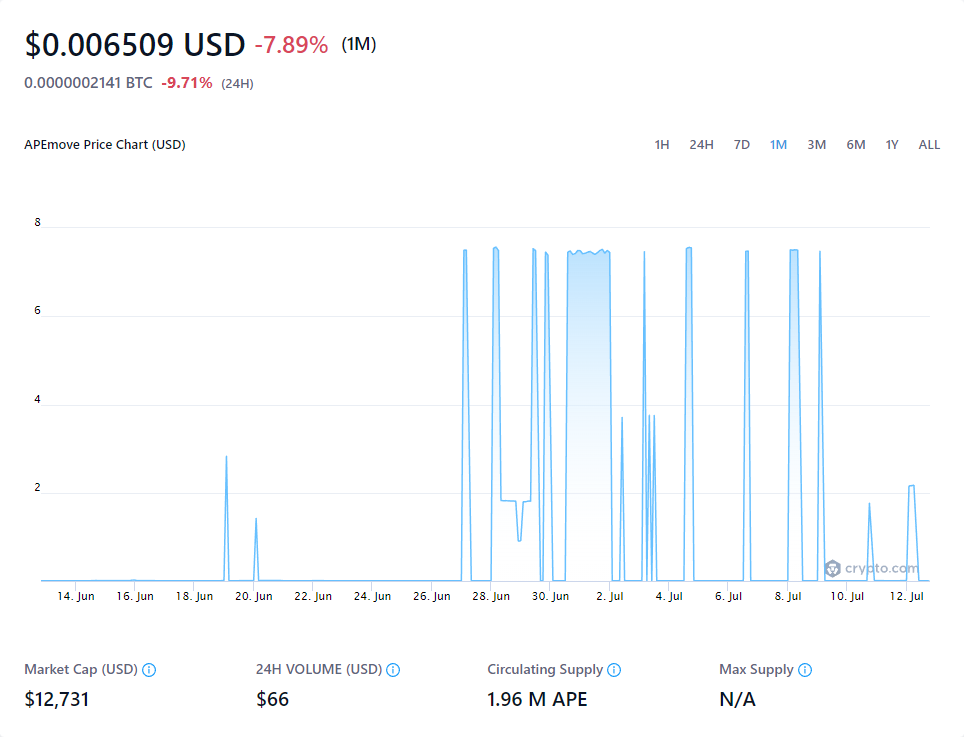 $0.006509 USD -7.89% (1M)
0.0000002141 BTC -9.71% (24H)
APEmove Price Chart (USD) 1H 24H 7D 1M 3M 6M 1Y ALL
8
6
4
2
crypto.com
14. Jun 16. Jun 18. Jun 20. Jun 22. Jun 24. Jun 26. Jun 28. Jun 30. Jun 2. Jul 4. Jul 6. Jul 8. Jul 10. Jul 12. Jul
Market Cap (USD) 24H VOLUME (USD) Circulating Supply Max Supply
$12,731 $66 1.96 M APE N/A